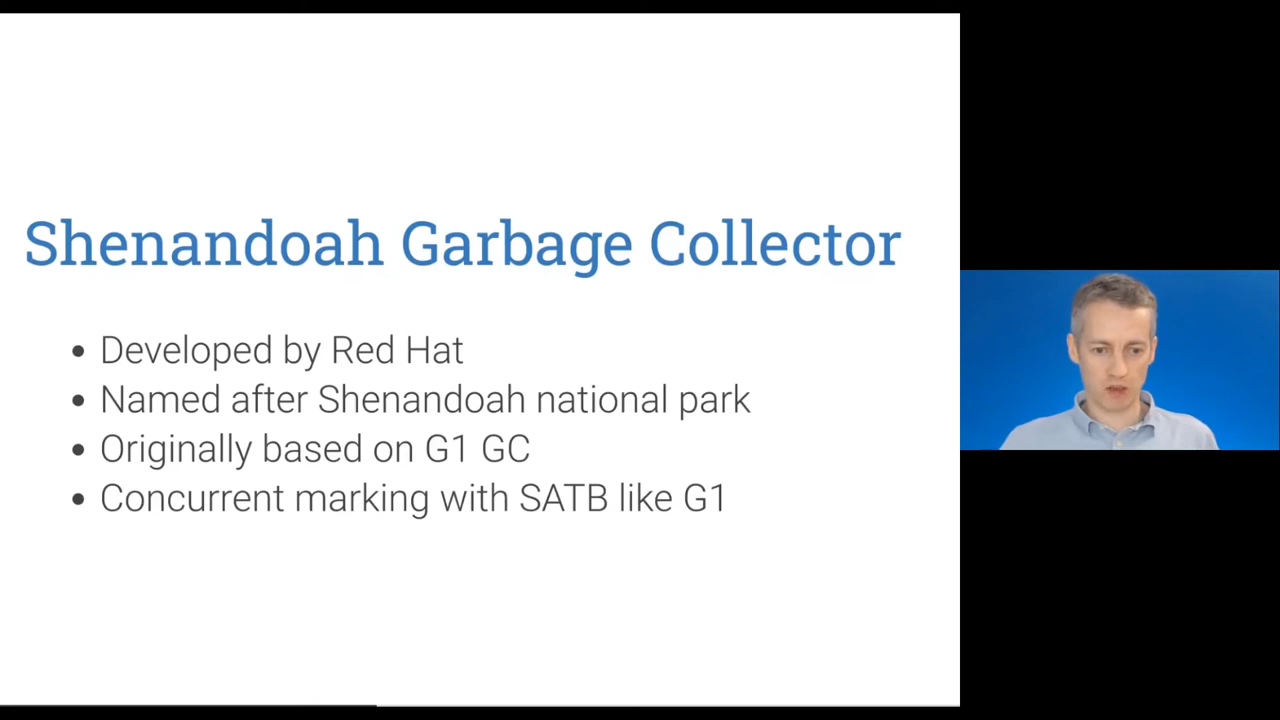 Shenandoah Garbage Collector
• Developed by Red Hat
• Named after Shenandoah national park
• Originally based on G1 GC
• Concurrent marking with SATB like G1